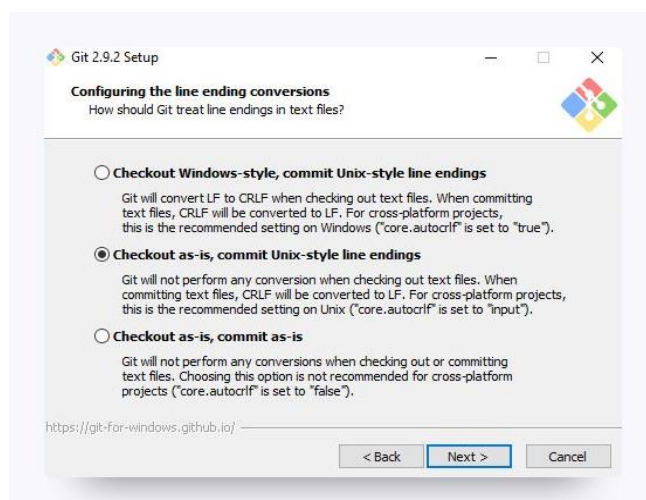 Git 2.9.2 Setup
Configuring the line ending conversions
How should Git treat line endings in text files?
Checkout Windows-style, commit Unix-style line endings
Git will convert LF to CRLF when checking out text files. When committing
text files, CRLF will be converted to LF. For cross-platform projects,
this is the recommended setting on Windows ("core.autocrlf" is set to "true").
Checkout as-is, commit Unix-style line endings
Git will not perform any conversion when checking out text files. When
committing text files, CRLF will be converted to LF. For cross-platform projects,
this is the recommended setting on Unix ("core.autocrlf" is set to "input").
Checkout as-is, commit as-is
Git will not perform any conversions when checking out or committing
text files. Choosing this option is not recommended for cross-platform
projects ("core.autocrlf" is set to "false").
https://git-for-windows.github.io/
< Back Next > Cancel